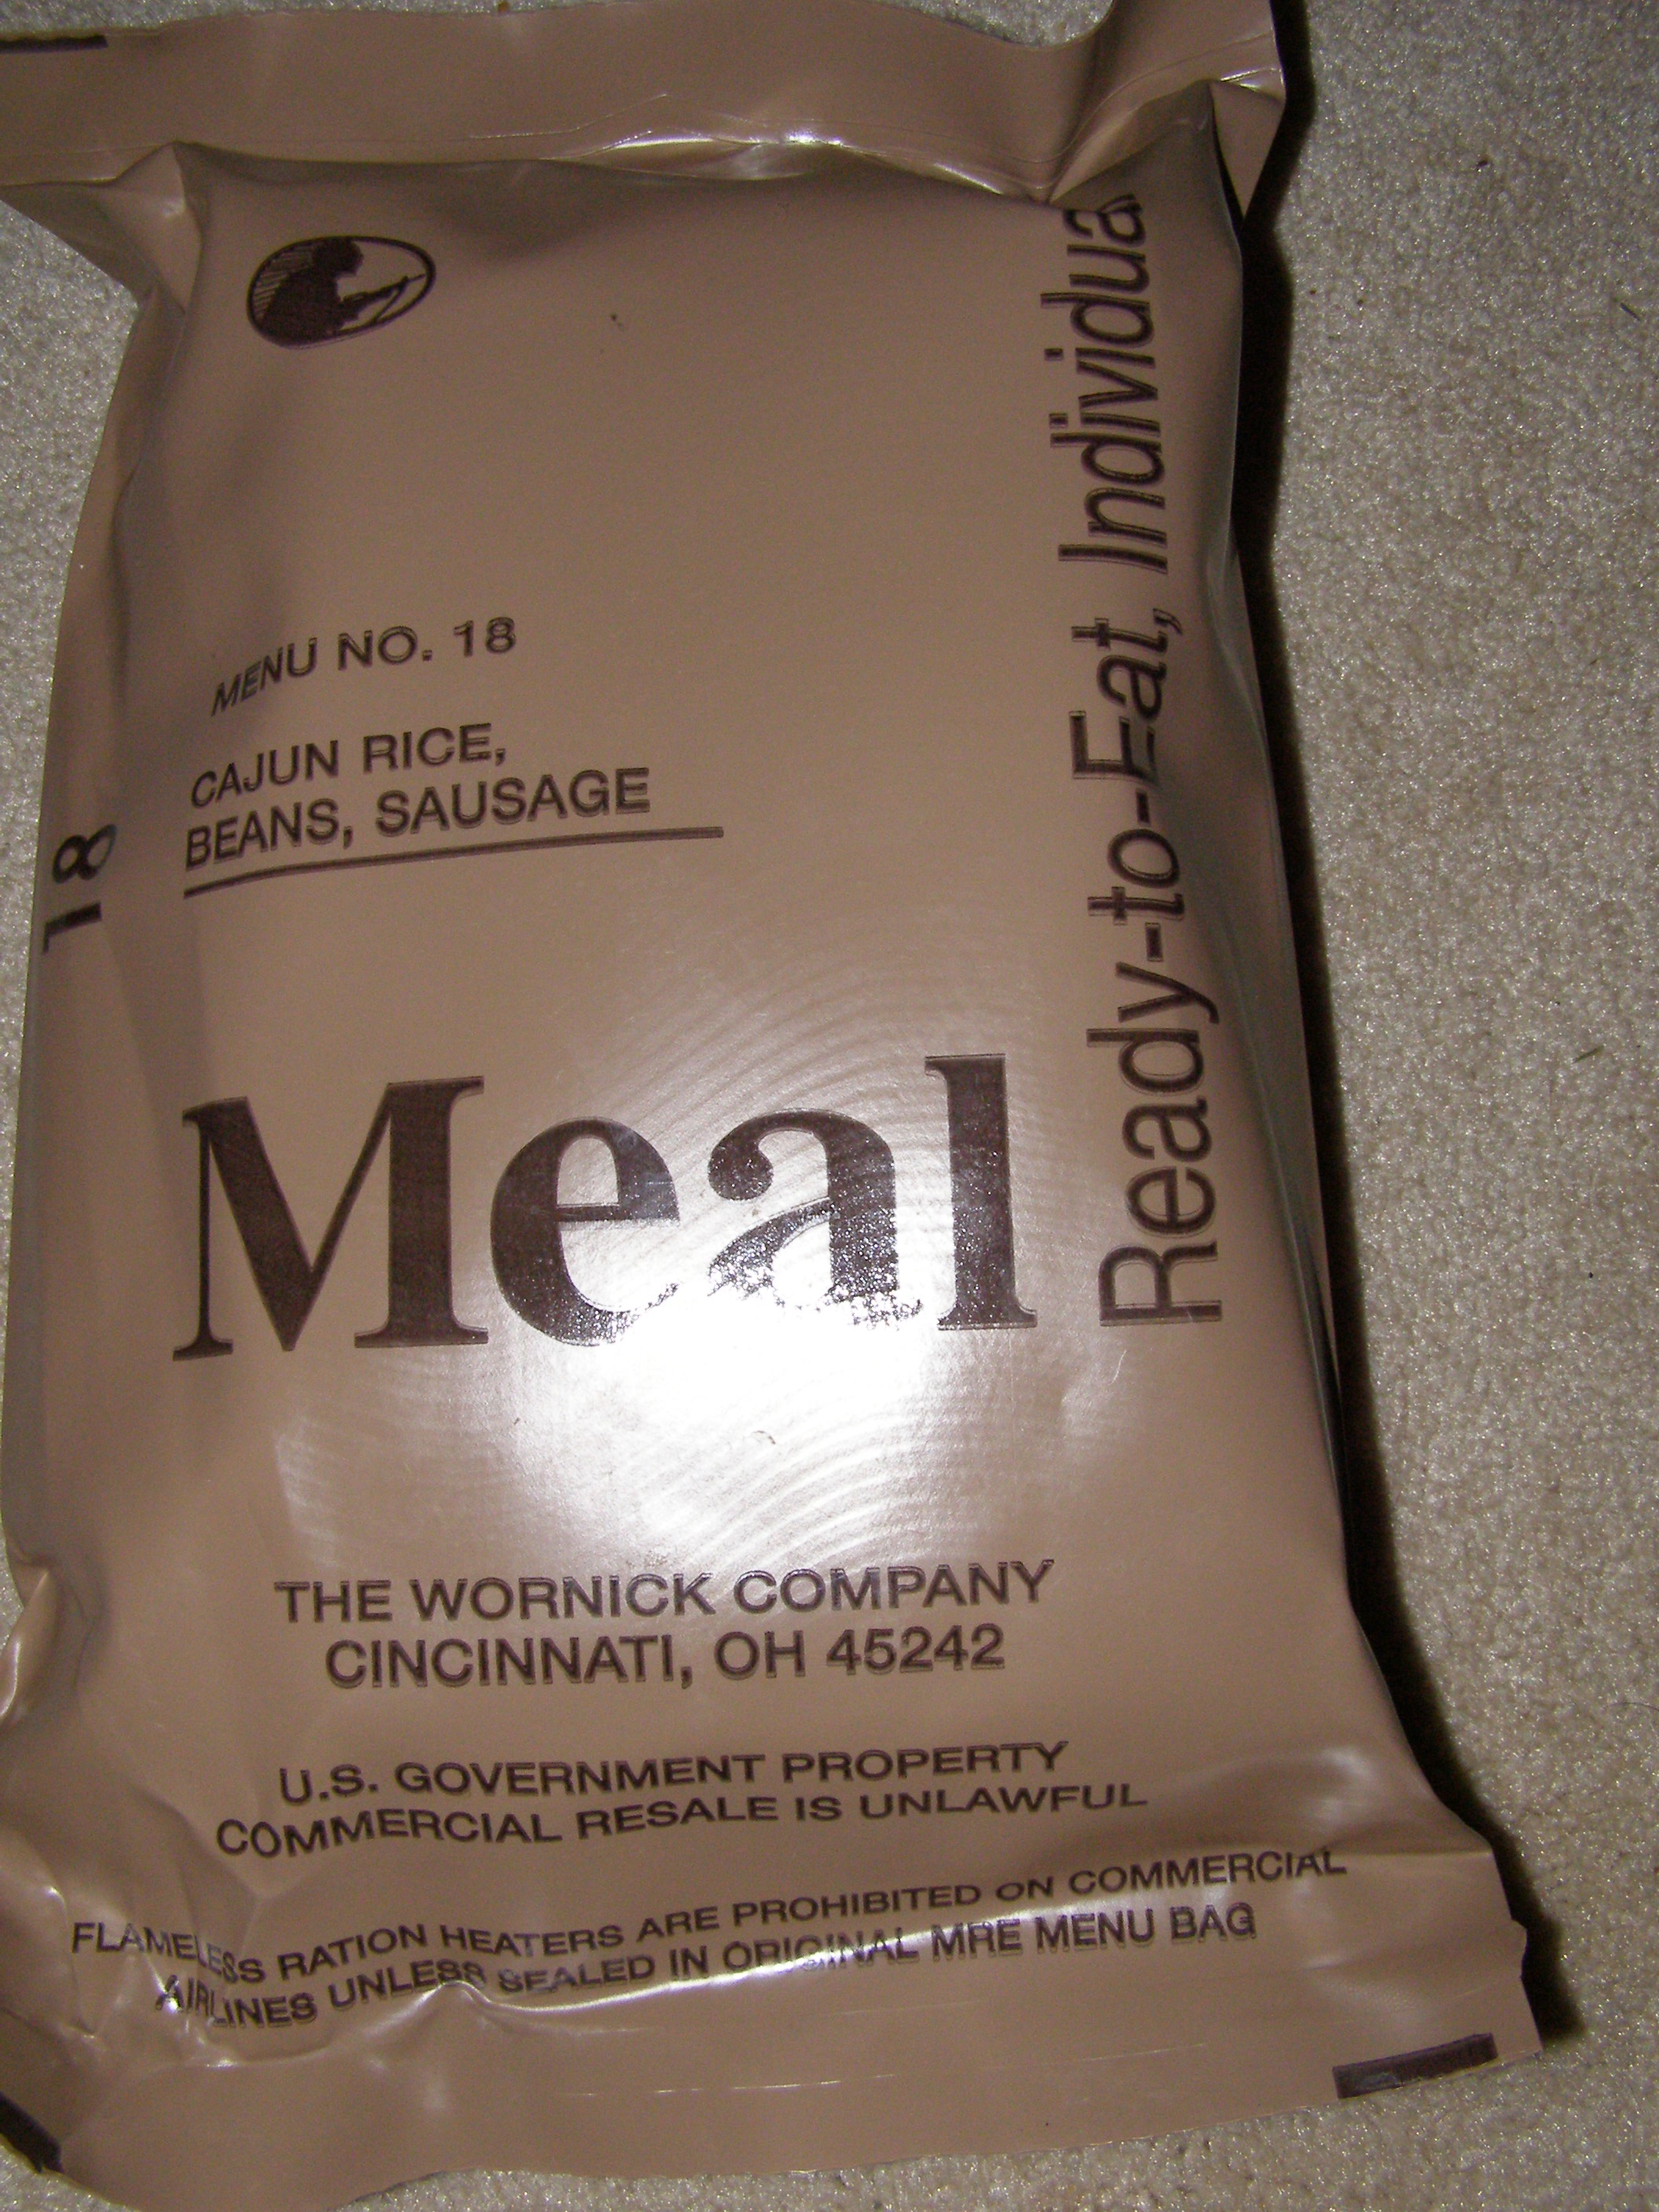 MENU NO. 18
CAJUN RICE,
BEANS, SAUSAGE
18
Meal
Ready-to-Eat, Individual
THE WORNICK COMPANY
CINCINNATI, OH 45242
U.S. GOVERNMENT PROPERTY
COMMERCIAL RESALE IS UNLAWFUL
FLAMELESS RATION HEATERS ARE PROHIBITED ON COMMERCIAL
AIRLINES UNLESS SEALED IN ORIGINAL MRE MENU BAG